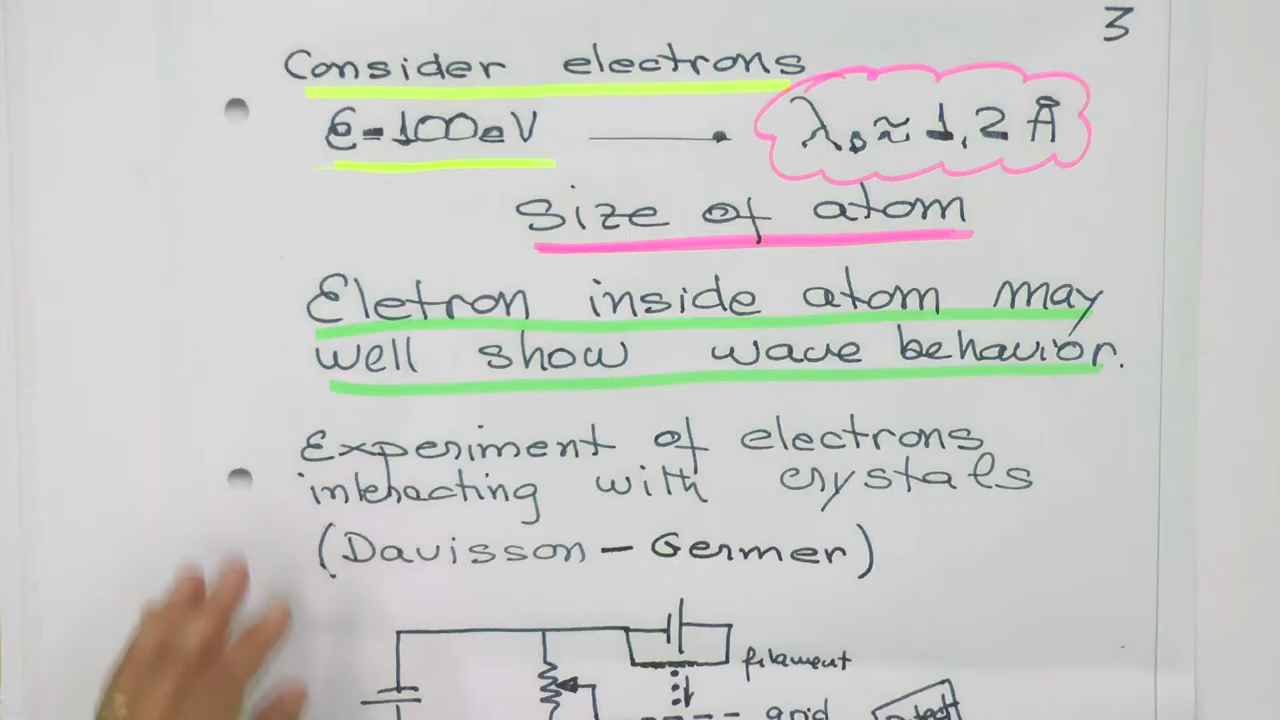 3
Consider electrons
E = 100eV → λ₀ ≈ 1,2 Å
Size of atom
Eletron inside atom may
well show wave behavior.
Experiment of electrons
interacting with crystals
(Davisson - Germer)
filament
grid